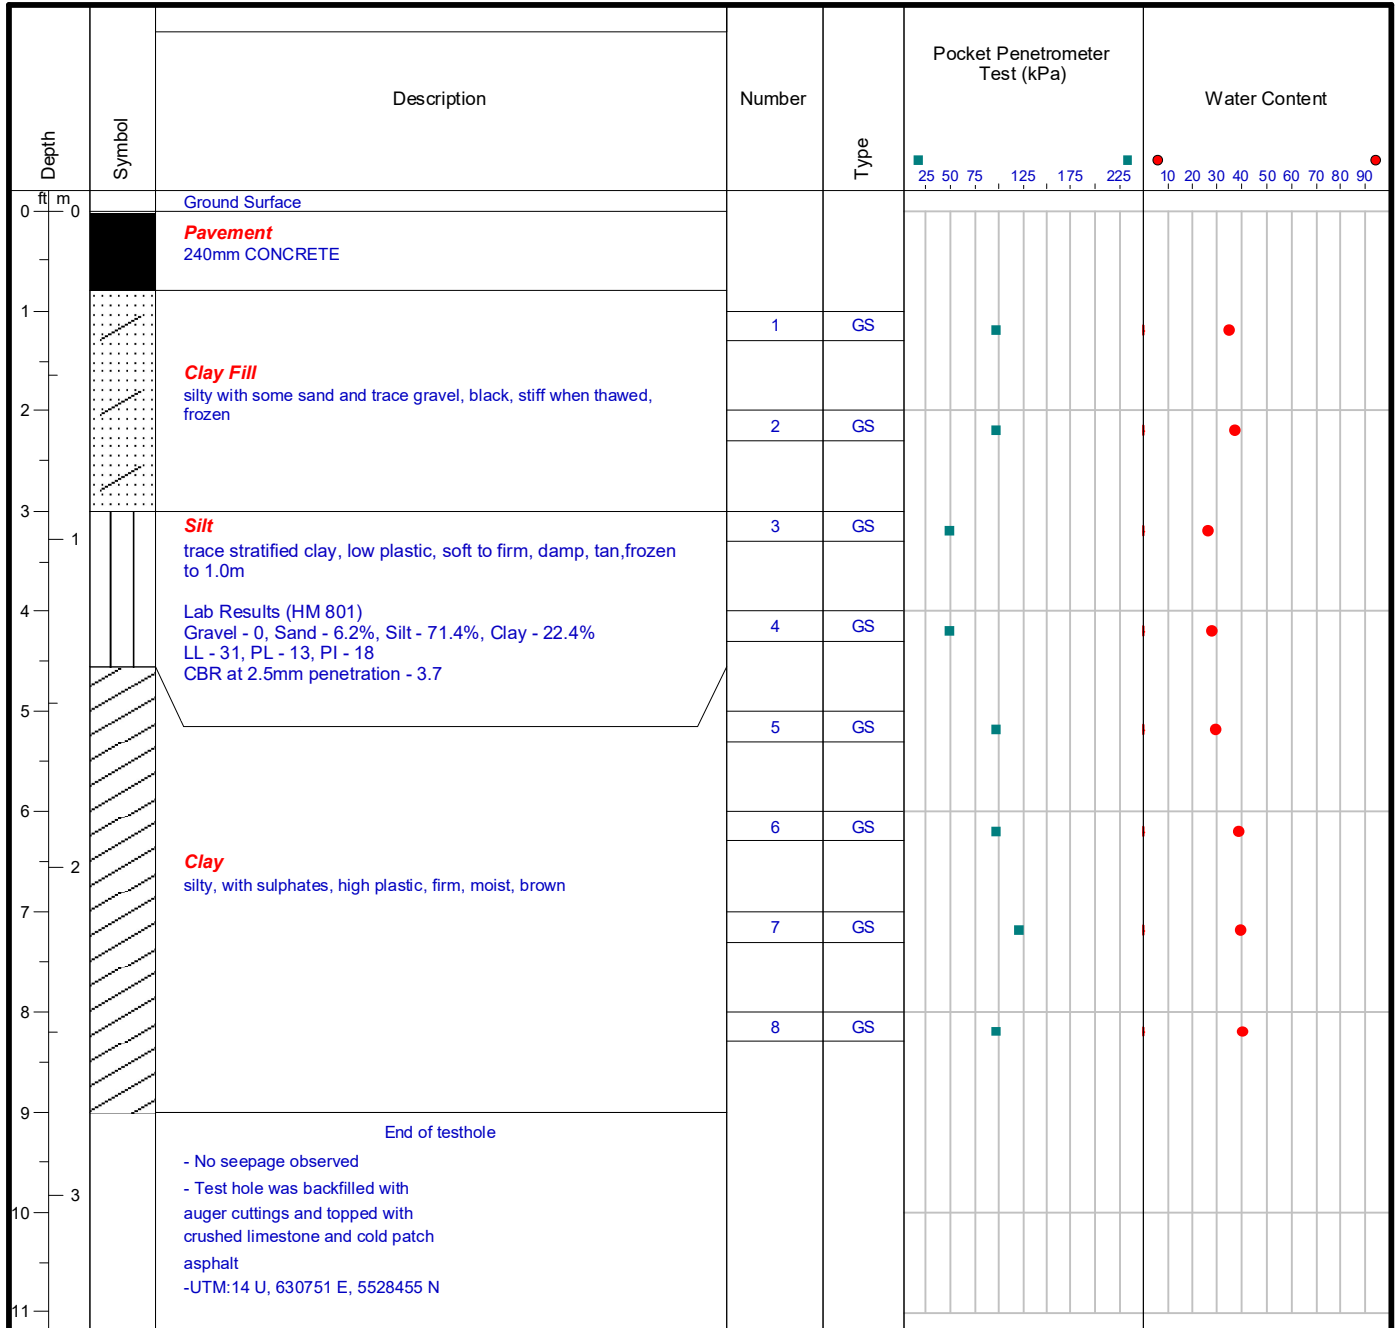 Depth
Symbol
Description
Number
Type
Pocket Penetrometer
Test (kPa)
Water Content
25 50 75 125 175 225
10 20 30 40 50 60 70 80 90
ft m
0 0
Ground Surface
Pavement
240mm CONCRETE
1
1 GS
Clay Fill
silty with some sand and trace gravel, black, stiff when thawed,
frozen
2
2 GS
3
Silt
3 GS
1
trace stratified clay, low plastic, soft to firm, damp, tan,frozen
to 1.0m
4
Lab Results (HM 801)
4 GS
Gravel - 0, Sand - 6.2%, Silt - 71.4%, Clay - 22.4%
LL - 31, PL - 13, PI - 18
CBR at 2.5mm penetration - 3.7
5
5 GS
6
6 GS
2
Clay
silty, with sulphates, high plastic, firm, moist, brown
7
7 GS
8
8 GS
9
End of testhole
- No seepage observed
- Test hole was backfilled with
3
auger cuttings and topped with
10
crushed limestone and cold patch
asphalt
-UTM:14 U, 630751 E, 5528455 N
11